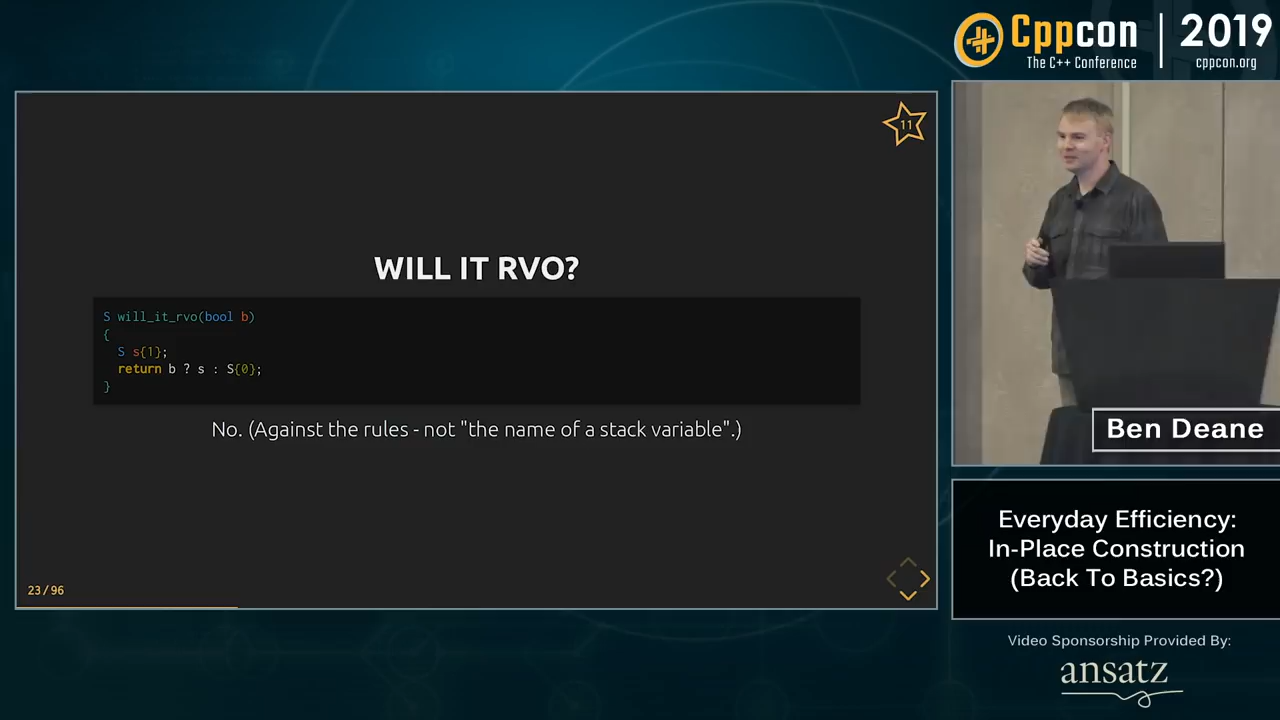 Cppcon
The C++ Conference
2019
cppcon.org
11
WILL IT RVO?
S will_it_rvo(bool b)
{
  S s{1};
  return b ? s : S{0};
}
No. (Against the rules - not "the name of a stack variable".)
23/96
Ben Deane
Everyday Efficiency:
In-Place Construction
(Back To Basics?)
Video Sponsorship Provided By:
ansatz